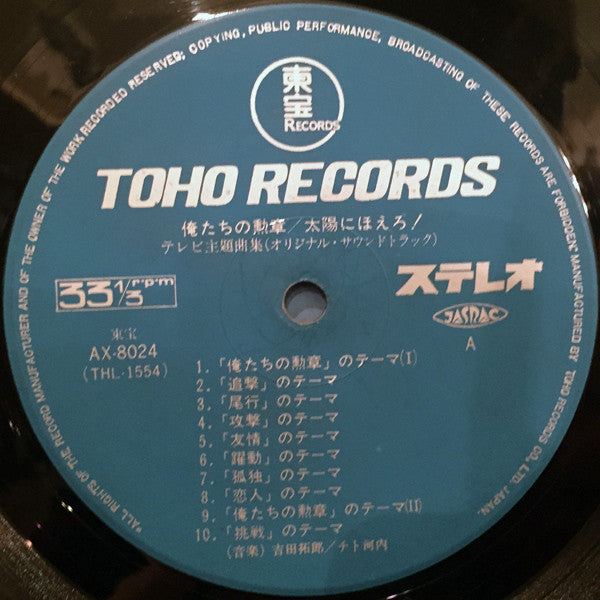 *ALL RIGHTS OF THE RECORD MANUFACTURER AND OF THE OWNER OF THE WORK RECORDED RESERVED; COPYING, PUBLIC PERFORMANCE, BROADCASTING OF THESE RECORDS ARE FORBIDDEN; MANUFACTURED BY TOHO RECORDS CO., LTD. JAPAN.
東宝
RECORDS
TOHO RECORDS
俺たちの勲章/太陽にほえろ!
テレビ主題曲集(オリジナル・サウンドトラック)
33 1/3 r·p·m
ステレオ
JASRAC
東宝
A
AX-8024
(THL-1554)
1.「俺たちの勲章」のテーマ(I)
2.「追撃」のテーマ
3.「尾行」のテーマ
4.「攻撃」のテーマ
5.「友情」のテーマ
6.「躍動」のテーマ
7.「孤独」のテーマ
8.「恋人」のテーマ
9.「俺たちの勲章」のテーマ(II)
10.「挑戦」のテーマ
(音楽) 吉田拓郎/チト河内